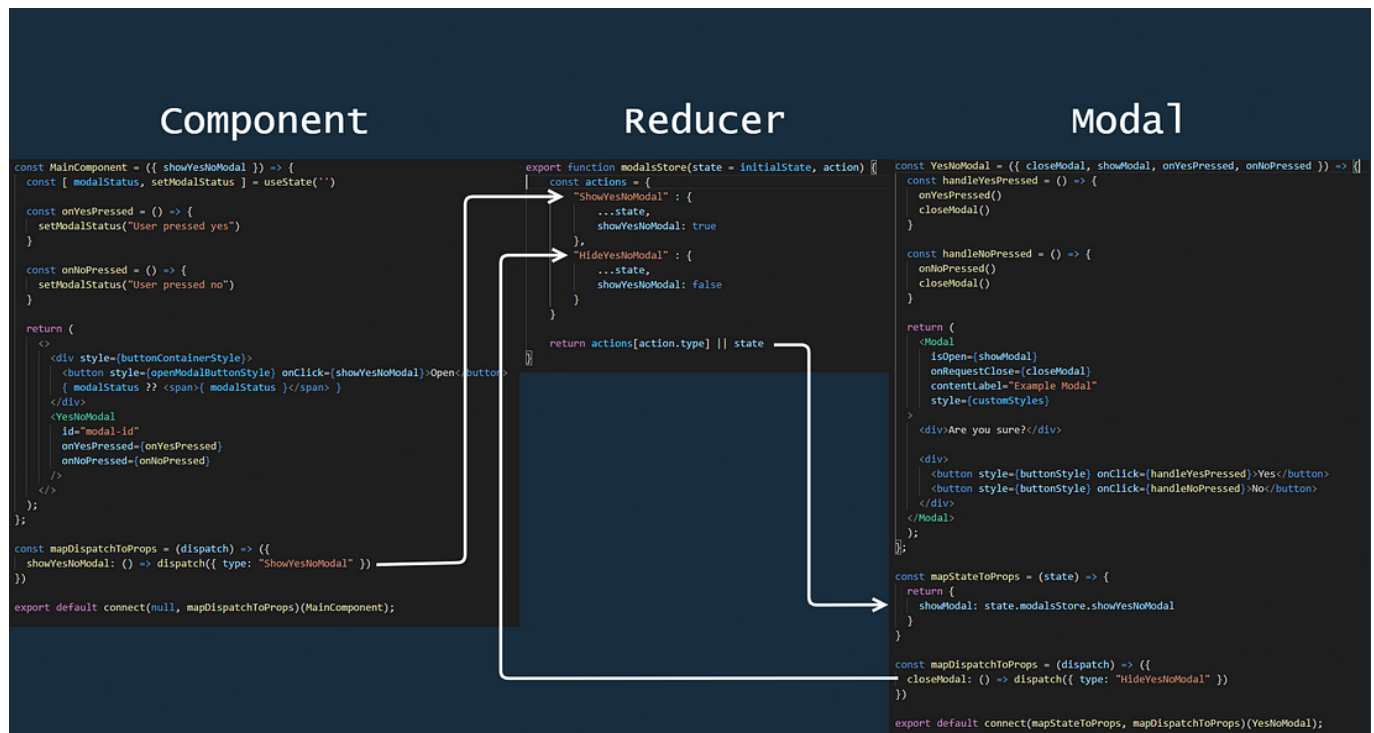 Component
const MainComponent = ({ showYesNoModal }) => {
  const [ modalStatus, setModalStatus ] = useState('')

  const onYesPressed = () => {
    setModalStatus("User pressed yes")
  }

  const onNoPressed = () => {
    setModalStatus("User pressed no")
  }

  return (
    <>
      <div style={buttonContainerStyle}>
        <button style={openModalButtonStyle} onClick={showYesNoModal}>Open</button>
        { modalStatus ?? <span>{ modalStatus }</span> }
      </div>
      <YesNoModal
        id="modal-id"
        onYesPressed={onYesPressed}
        onNoPressed={onNoPressed}
      />
    </>
  );
};

const mapDispatchToProps = (dispatch) => ({
  showYesNoModal: () => dispatch({ type: "ShowYesNoModal" })
})

export default connect(null, mapDispatchToProps)(MainComponent);
Reducer
export function modalsStore(state = initialState, action) {
    const actions = {
        "ShowYesNoModal" : {
            ...state,
            showYesNoModal: true
        },
        "HideYesNoModal" : {
            ...state,
            showYesNoModal: false
        }
    }

    return actions[action.type] || state
}
Modal
const YesNoModal = ({ closeModal, showModal, onYesPressed, onNoPressed }) => {
  const handleYesPressed = () => {
    onYesPressed()
    closeModal()
  }

  const handleNoPressed = () => {
    onNoPressed()
    closeModal()
  }

  return (
    <Modal
      isOpen={showModal}
      onRequestClose={closeModal}
      contentLabel="Example Modal"
      style={customStyles}
  >
    <div>Are you sure?</div>

    <div>
      <button style={buttonStyle} onClick={handleYesPressed}>Yes</button>
      <button style={buttonStyle} onClick={handleNoPressed}>No</button>
    </div>
  </Modal>
  );
};

const mapStateToProps = (state) => {
  return {
    showModal: state.modalsStore.showYesNoModal
  }
}

const mapDispatchToProps = (dispatch) => ({
  closeModal: () => dispatch({ type: "HideYesNoModal" })
})

export default connect(mapStateToProps, mapDispatchToProps)(YesNoModal);